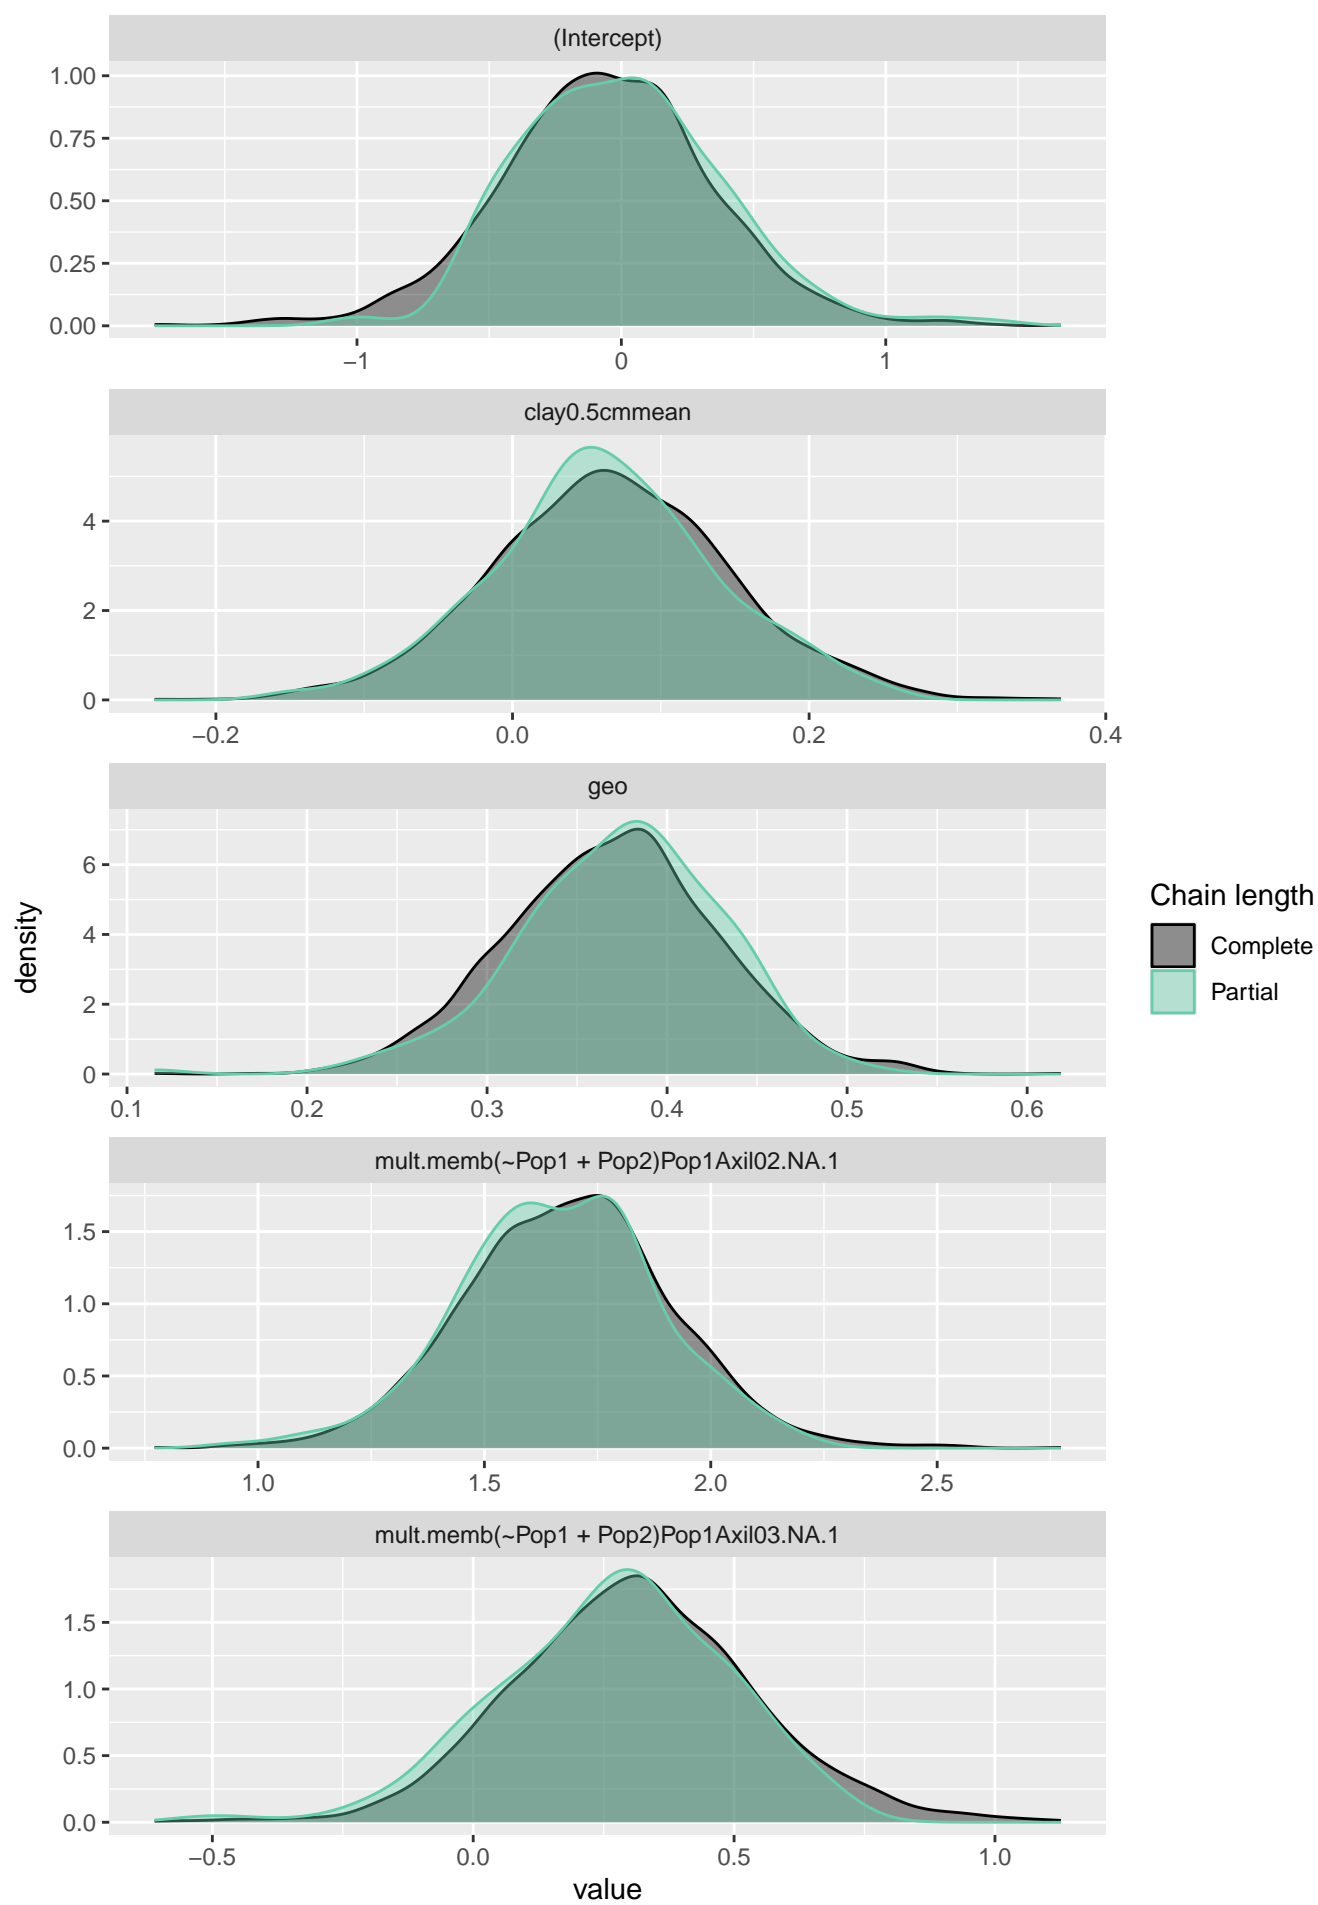 (Intercept)
1.00
0.75
0.50
0.25
0.00
−1 0 1
clay0.5cmmean
4
2
0
−0.2 0.0 0.2 0.4
geo
6
4
2
0
0.1 0.2 0.3 0.4 0.5 0.6
mult.memb(~Pop1 + Pop2)Pop1Axil02.NA.1
1.5
1.0
0.5
0.0
1.0 1.5 2.0 2.5
mult.memb(~Pop1 + Pop2)Pop1Axil03.NA.1
1.5
1.0
0.5
0.0
−0.5 0.0 0.5 1.0
value
density
Chain length
Complete
Partial